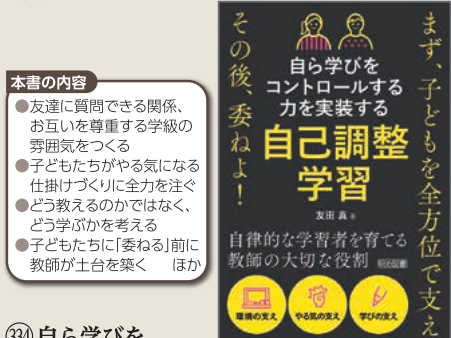 本書の内容
●友達に質問できる関係、
お互いを尊重する学級の
雰囲気をつくる
●子どもたちがやる気になる
仕掛けづくりに全力を注ぐ
●どう教えるのかではなく、
どう学ぶかを考える
●子どもたちに「委ねる」前に
教師が土台を築く　ほか
334 自ら学びを
まず、子どもを全方位で支え
その後、委ねよ！
自ら学びを
コントロールする
力を実装する
自己調整
学習
友田 真 著
自律的な学習者を育てる
教師の大切な役割
明治図書
環境の支え
やる気の支え
学びの支え